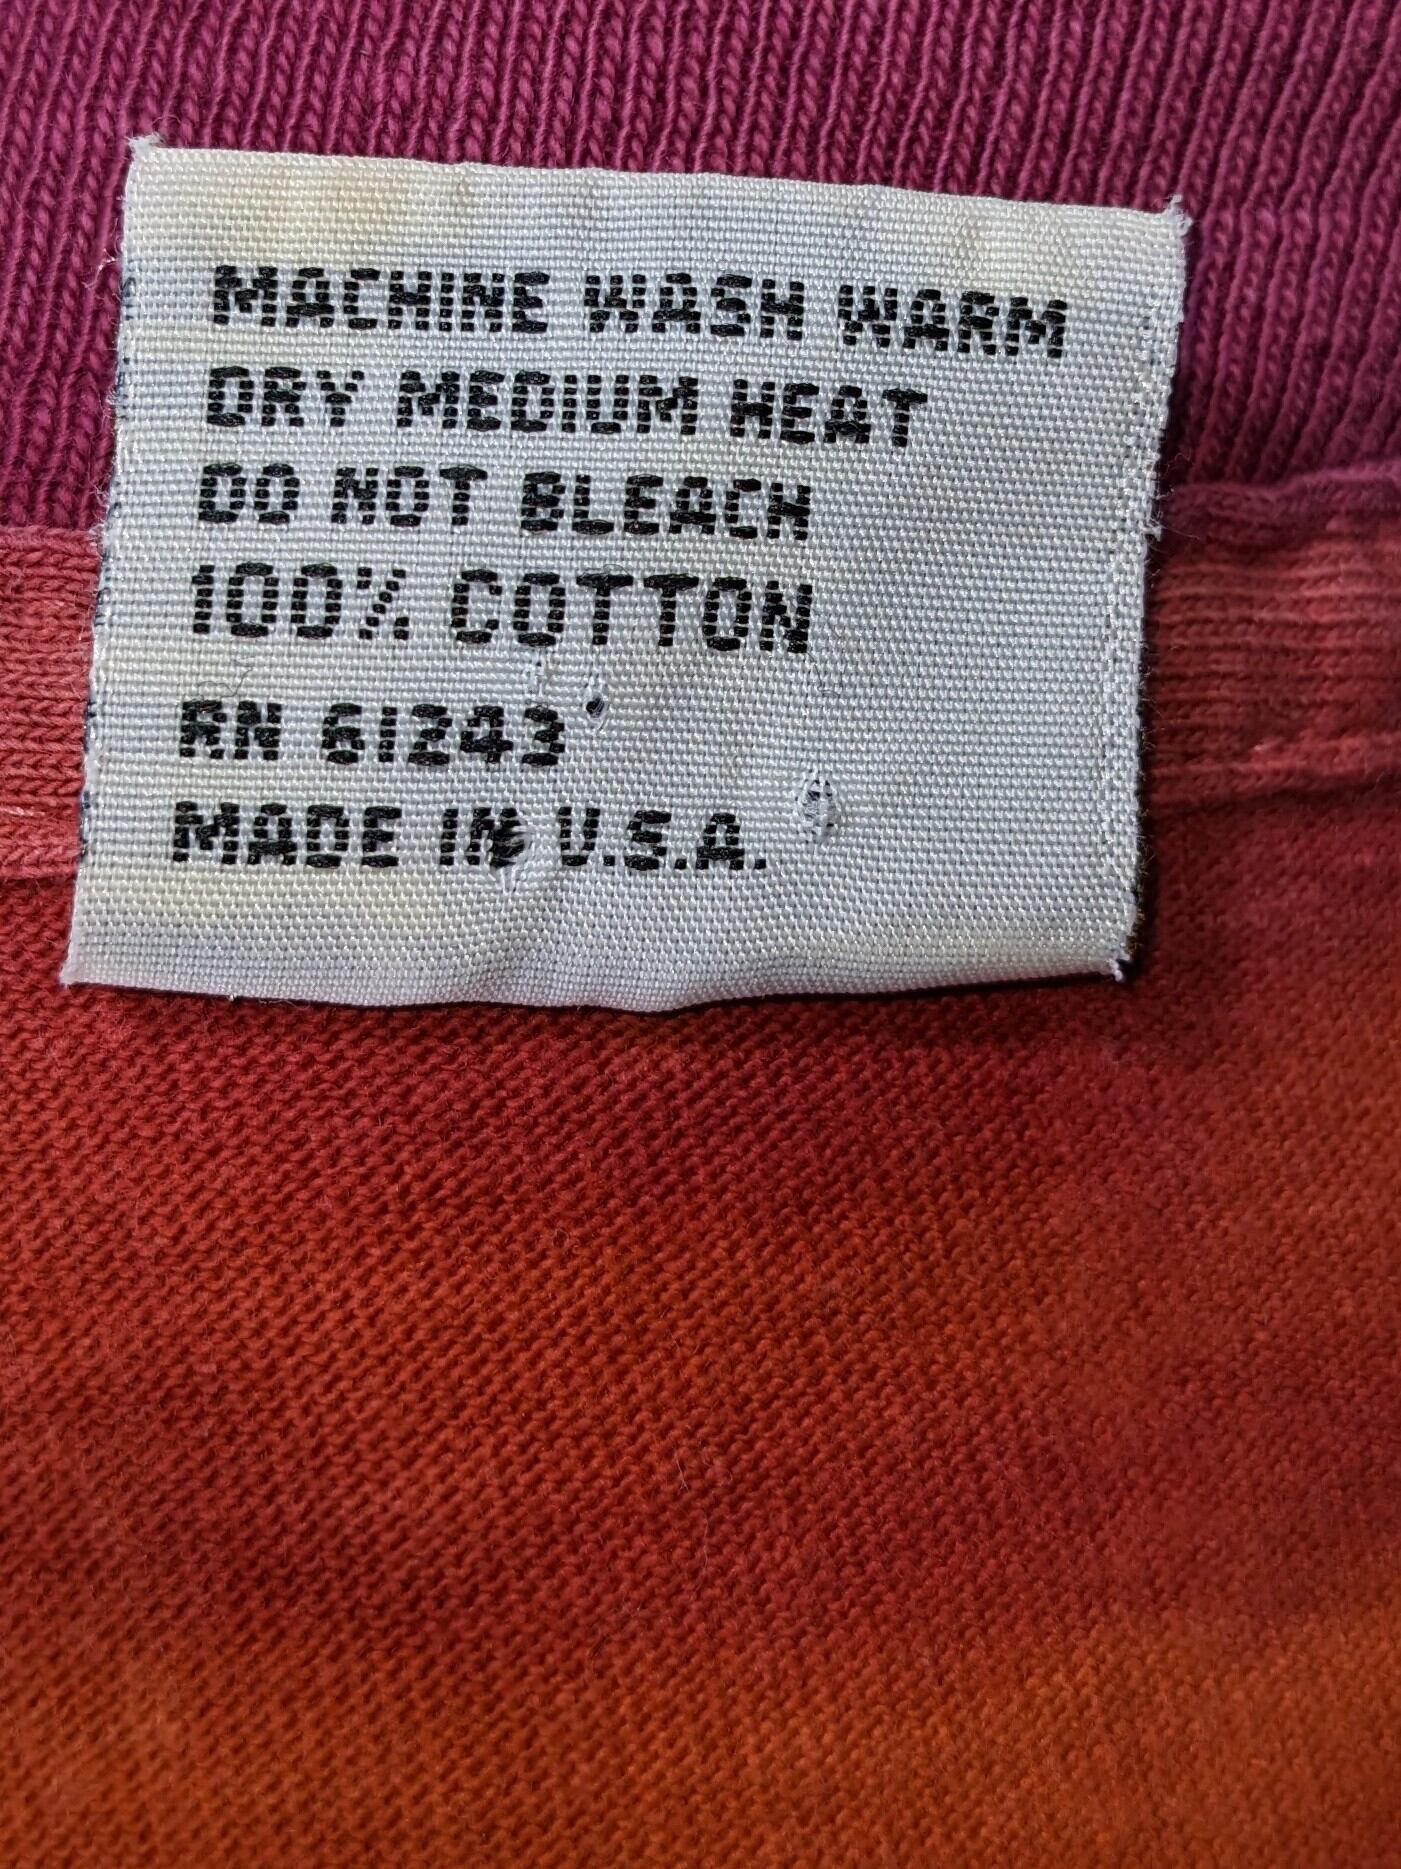 MACHINE WASH WARM
DRY MEDIUM HEAT
DO NOT BLEACH
100% COTTON
RN 61243
MADE IN U.S.A.